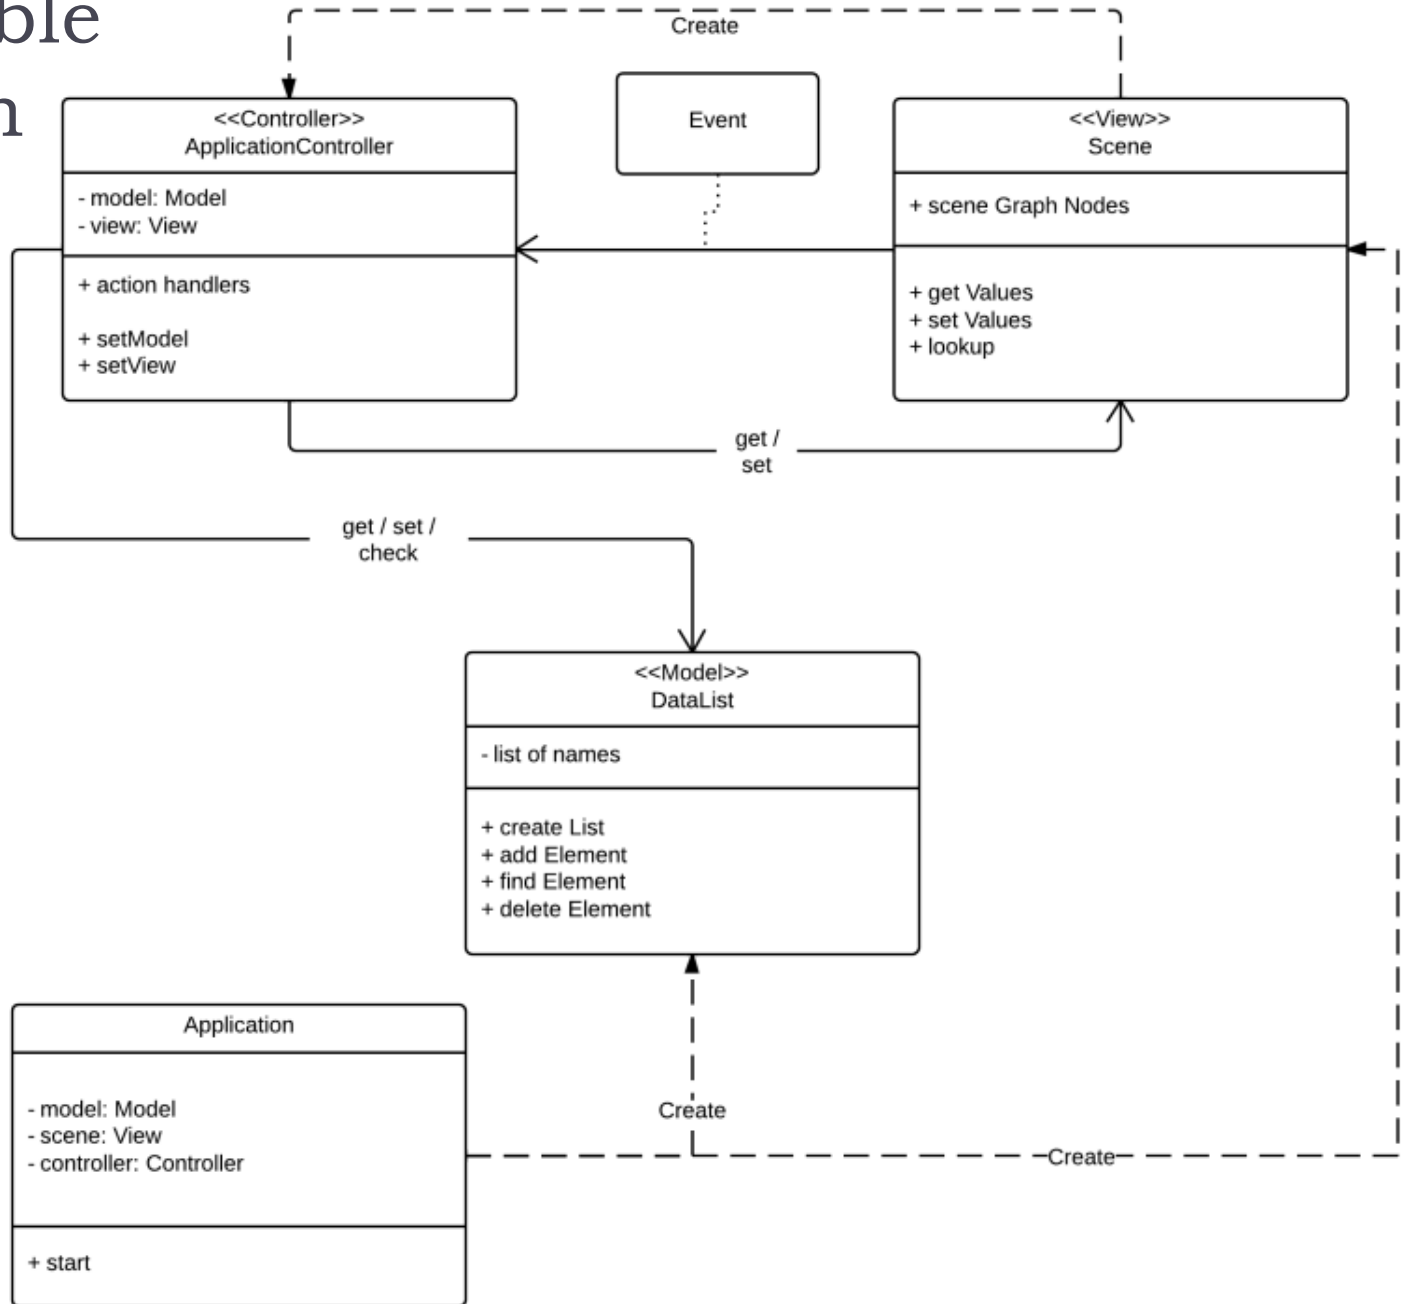 Create
<<Controller>>
ApplicationController
- model: Model
- view: View
+ action handlers
+ setModel
+ setView
Event
<<View>>
Scene
+ scene Graph Nodes
+ get Values
+ set Values
+ lookup
get /
set
get / set /
check
<<Model>>
DataList
- list of names
+ create List
+ add Element
+ find Element
+ delete Element
Application
- model: Model
- scene: View
- controller: Controller
+ start
Create
Create